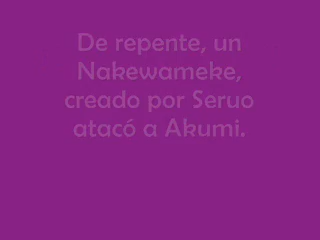 De repente, un
Nakewameke,
creado por Seruo
atacó a Akumi.